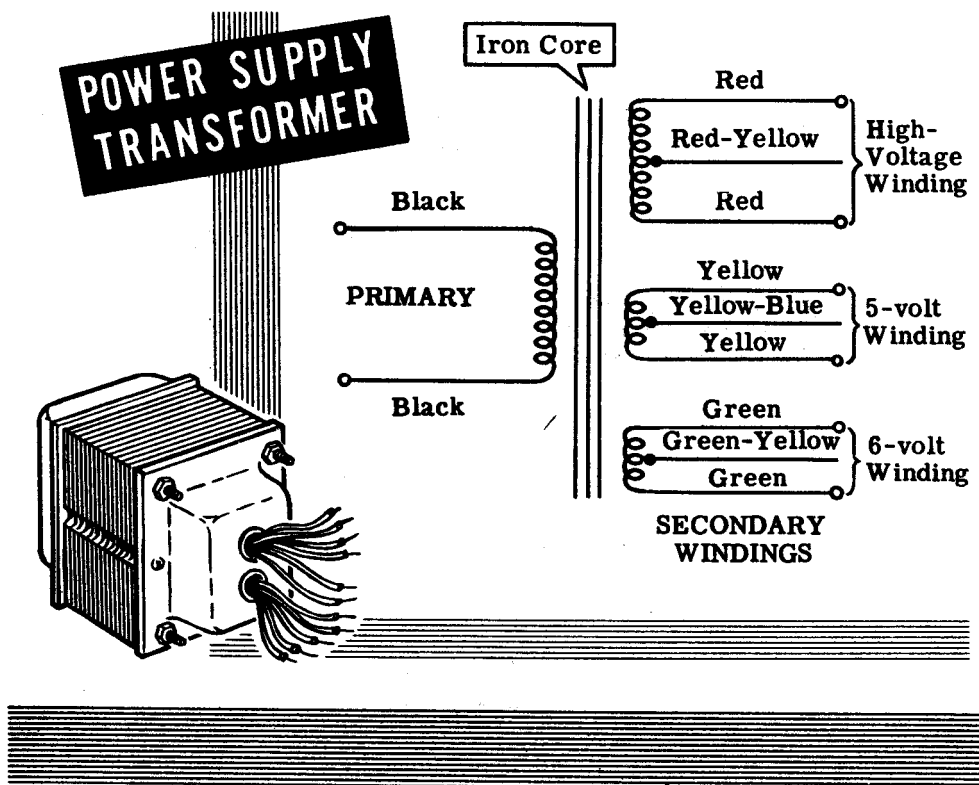 POWER SUPPLY
TRANSFORMER
Iron Core
Black
PRIMARY
Black
Red
Red-Yellow
Red
High-
Voltage
Winding
Yellow
Yellow-Blue
Yellow
5-volt
Winding
Green
Green-Yellow
Green
6-volt
Winding
SECONDARY
WINDINGS